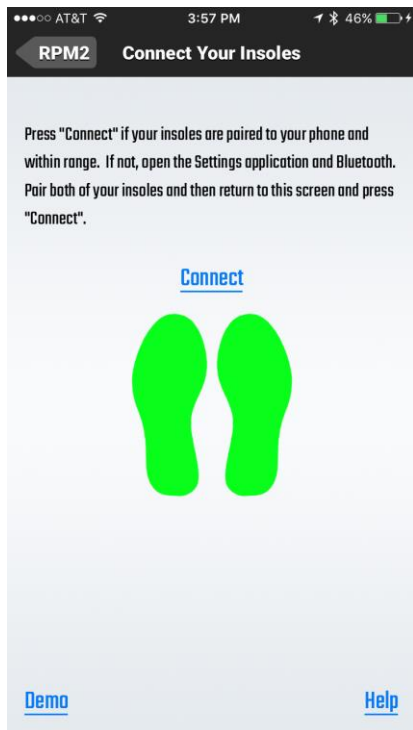 AT&T 3:57 PM 46%
RPM2 Connect Your Insoles
Press "Connect" if your insoles are paired to your phone and
within range. If not, open the Settings application and Bluetooth.
Pair both of your insoles and then return to this screen and press
"Connect".
Connect
Demo Help